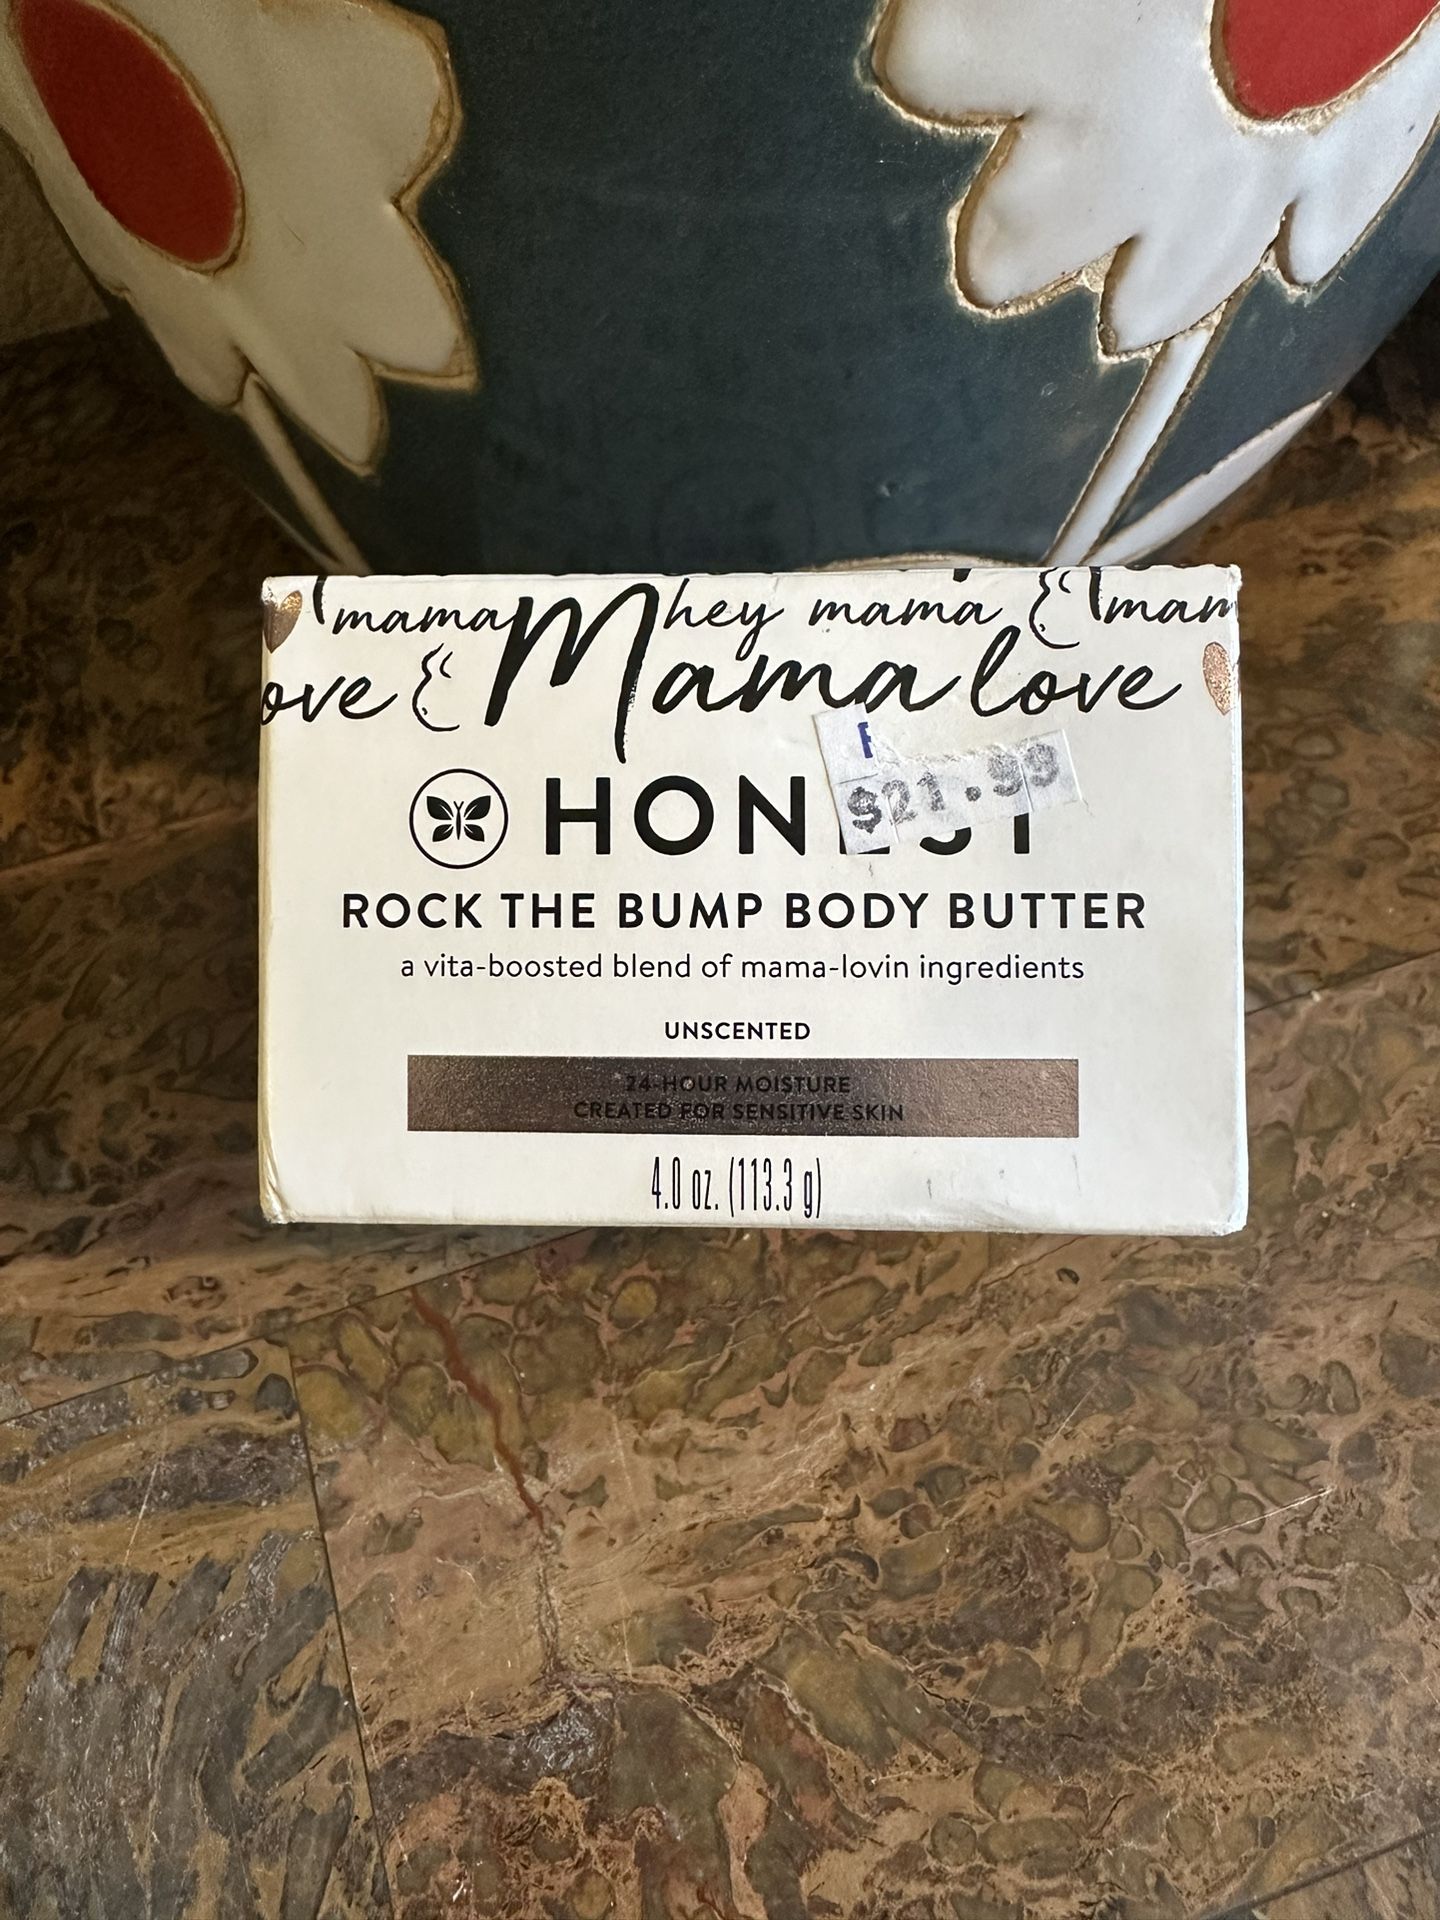 mama hey mama mam
ove Mama love
F
$21.99
HONEST
ROCK THE BUMP BODY BUTTER
a vita-boosted blend of mama-lovin ingredients
UNSCENTED
24-HOUR MOISTURE
CREATED FOR SENSITIVE SKIN
4.0 oz. (113.3 g)